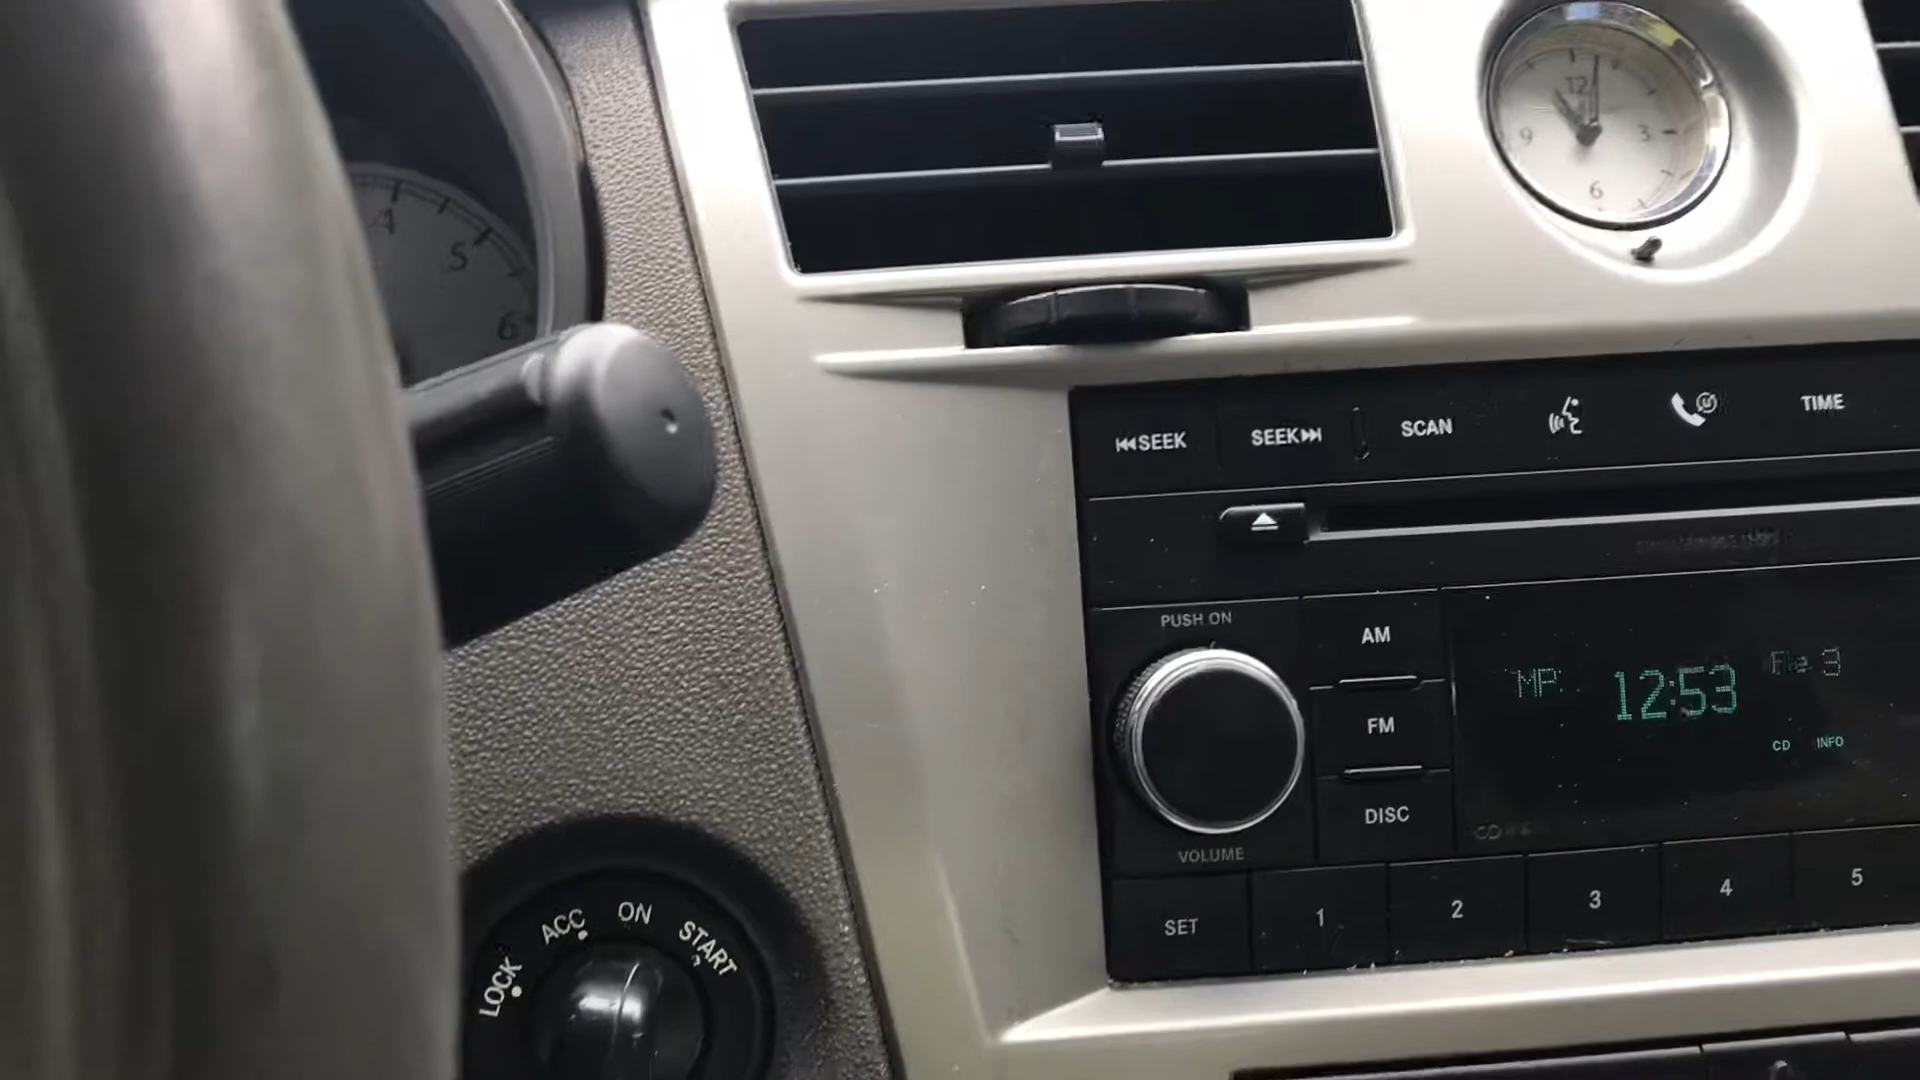 4
5
6
12
9
3
6
SEEK
SEEK
SCAN
TIME
PUSH ON
AM
FM
DISC
VOLUME
12:53
File 3
CD INFO
SET
1
2
3
4
5
LOCK
ACC
ON
START